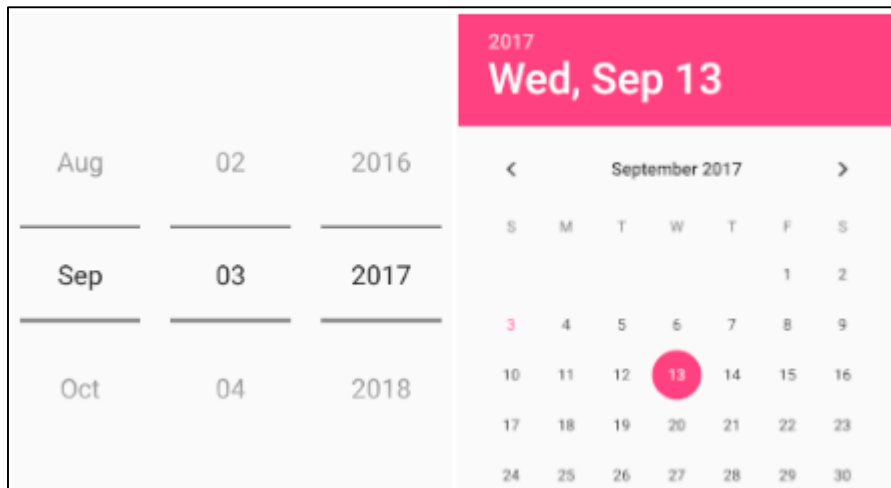 Aug 02 2016
Sep 03 2017
Oct 04 2018
2017
Wed, Sep 13
< September 2017 >
S M T W T F S
1 2
3 4 5 6 7 8 9
10 11 12 13 14 15 16
17 18 19 20 21 22 23
24 25 26 27 28 29 30